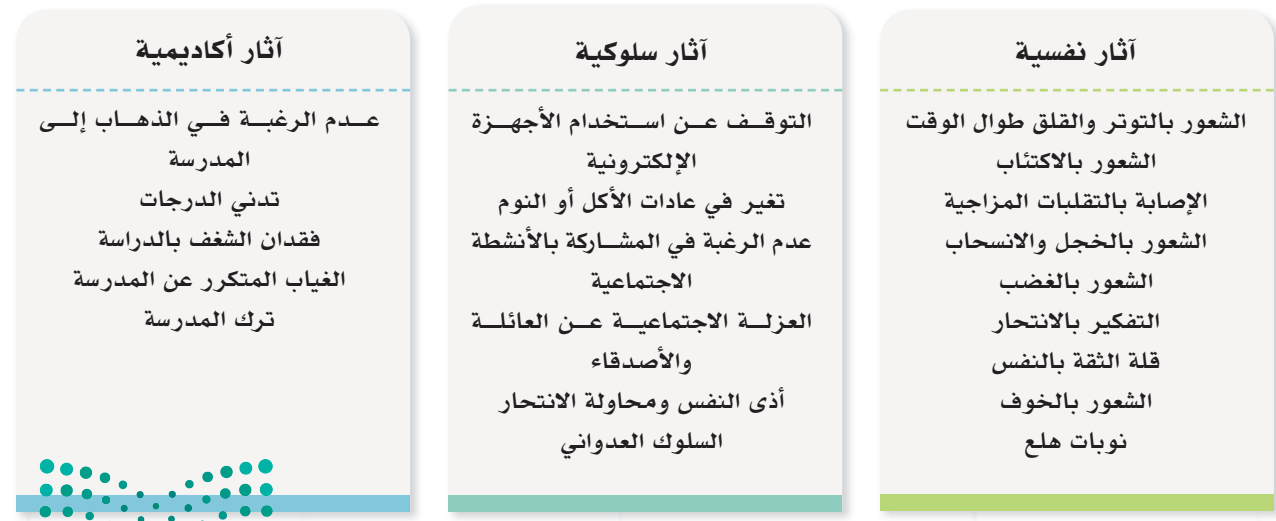 آثار نفسية
الشعور بالتوتر والقلق طوال الوقت
الشعور بالاكتئاب
الإصابة بالتقلبات المزاجية
الشعور بالخجل والانسحاب
الشعور بالغضب
التفكير بالانتحار
قلة الثقة بالنفس
الشعور بالخوف
نوبات هلع
آثار سلوكية
التوقف عن استخدام الأجهزة
الإلكترونية
تغير في عادات الأكل أو النوم
عدم الرغبة في المشاركة بالأنشطة
الاجتماعية
العزلة الاجتماعية عن العائلة
والأصدقاء
أذى النفس ومحاولة الانتحار
السلوك العدواني
آثار أكاديمية
عدم الرغبة في الذهاب إلى
المدرسة
تدني الدرجات
فقدان الشغف بالدراسة
الغياب المتكرر عن المدرسة
ترك المدرسة